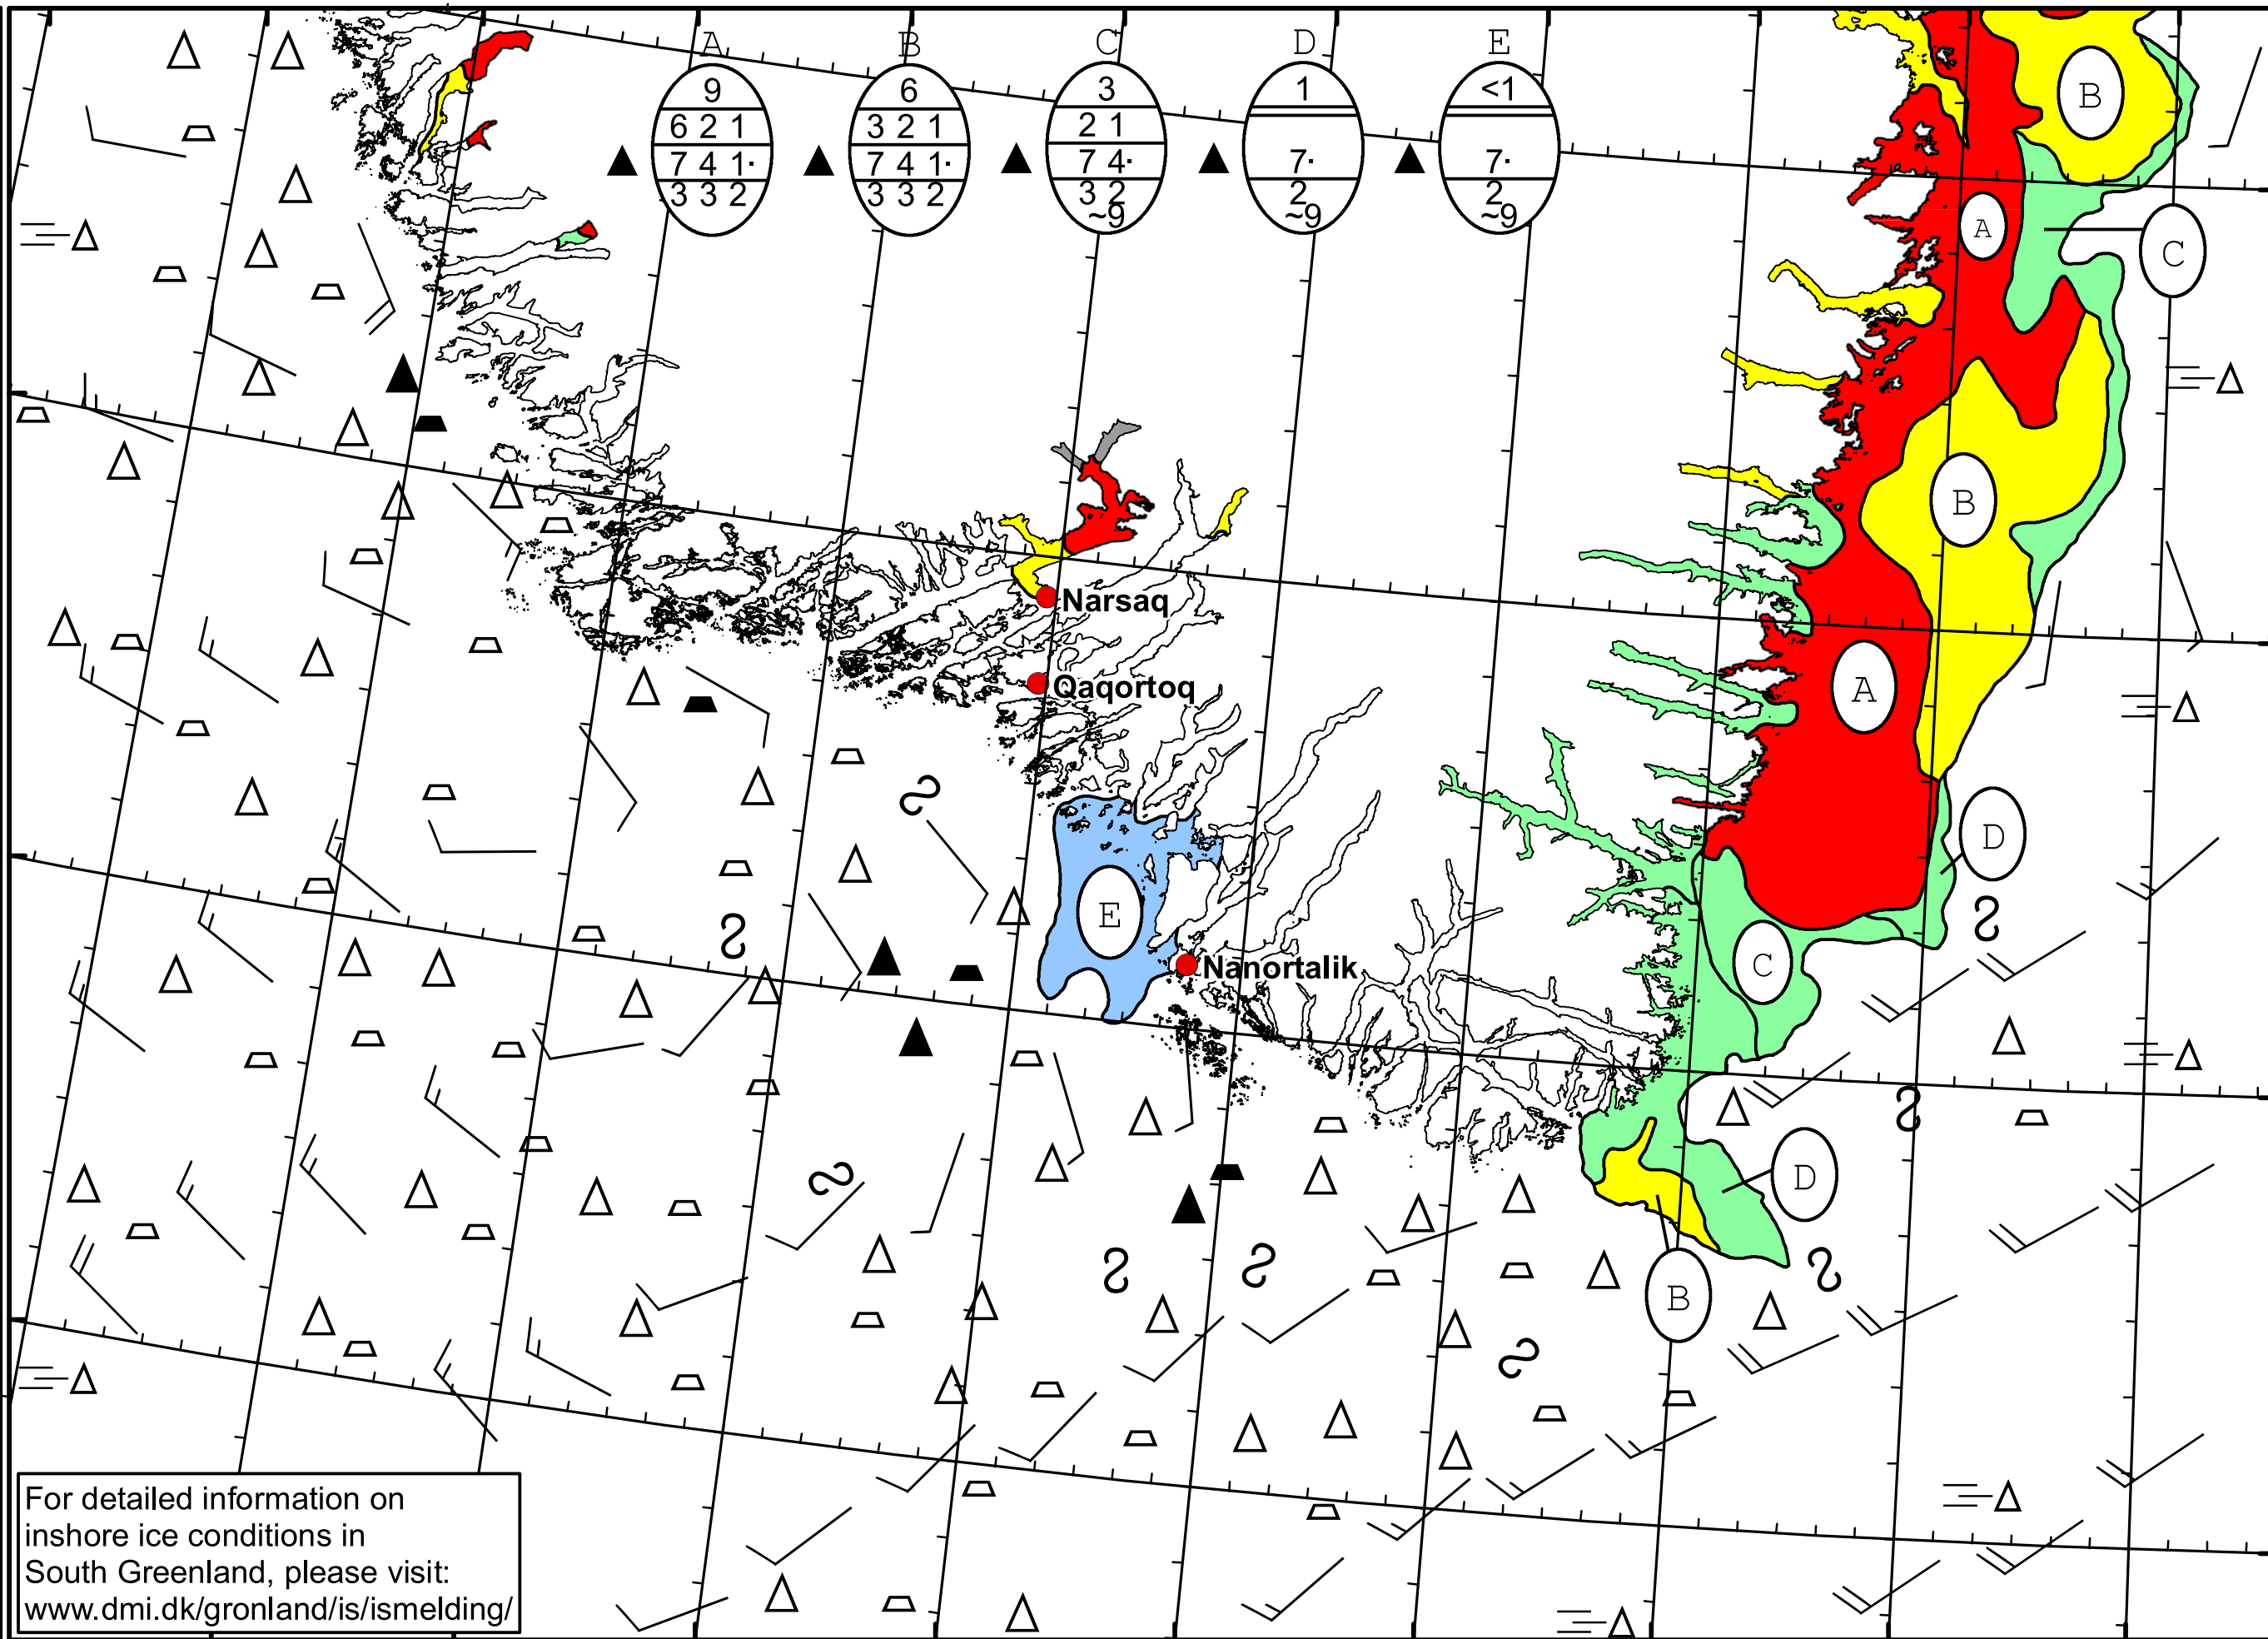 A B C D E
9 6 3 1 <1
6 2 1 3 2 1 2 1
7 4 1· 7 4 1· 7 4· 7· 7·
3 3 2 3 3 2 3 2 2 2
~9 ~9 ~9
B
A
C
B
Narsaq
Qaqortoq
A
D
E
Nanortalik
C
D
B
For detailed information on
inshore ice conditions in
South Greenland, please visit:
www.dmi.dk/gronland/is/ismelding/